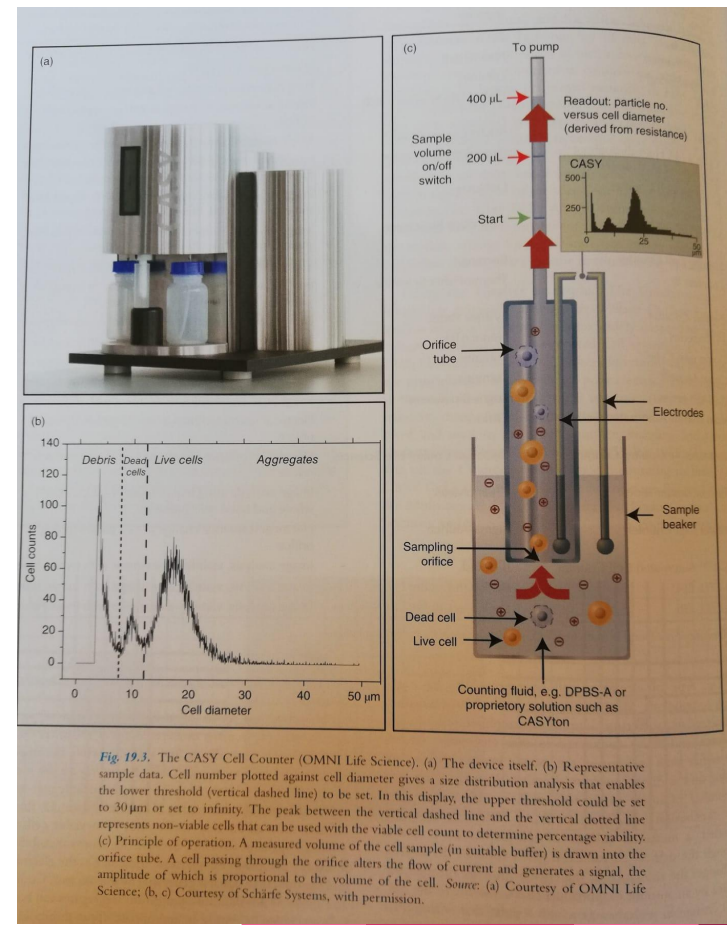 (a)
(b)
140
120
100
80
60
40
20
0
Cell counts
Debris
Dead
cells
Live cells
Aggregates
0
10
20
30
40
50 µm
Cell diameter
(c)
To pump
400 µL
Readout: particle no.
versus cell diameter
(derived from resistance)
Sample
volume
on/off
switch
200 µL
Start
CASY
500
250
0
25
50
µm
Orifice
tube
Electrodes
Sample
beaker
Sampling
orifice
Dead cell
Live cell
Counting fluid, e.g. DPBS-A or
proprietory solution such as
CASYton
Fig. 19.3. The CASY Cell Counter (OMNI Life Science). (a) The device itself. (b) Representative
sample data. Cell number plotted against cell diameter gives a size distribution analysis that enables
the lower threshold (vertical dashed line) to be set. In this display, the upper threshold could be set
to 30 µm or set to infinity. The peak between the vertical dashed line and the vertical dotted line
represents non-viable cells that can be used with the viable cell count to determine percentage viability.
(c) Principle of operation. A measured volume of the cell sample (in suitable buffer) is drawn into the
orifice tube. A cell passing through the orifice alters the flow of current and generates a signal, the
amplitude of which is proportional to the volume of the cell. Source: (a) Courtesy of OMNI Life
Science; (b, c) Courtesy of Schärfe Systems, with permission.